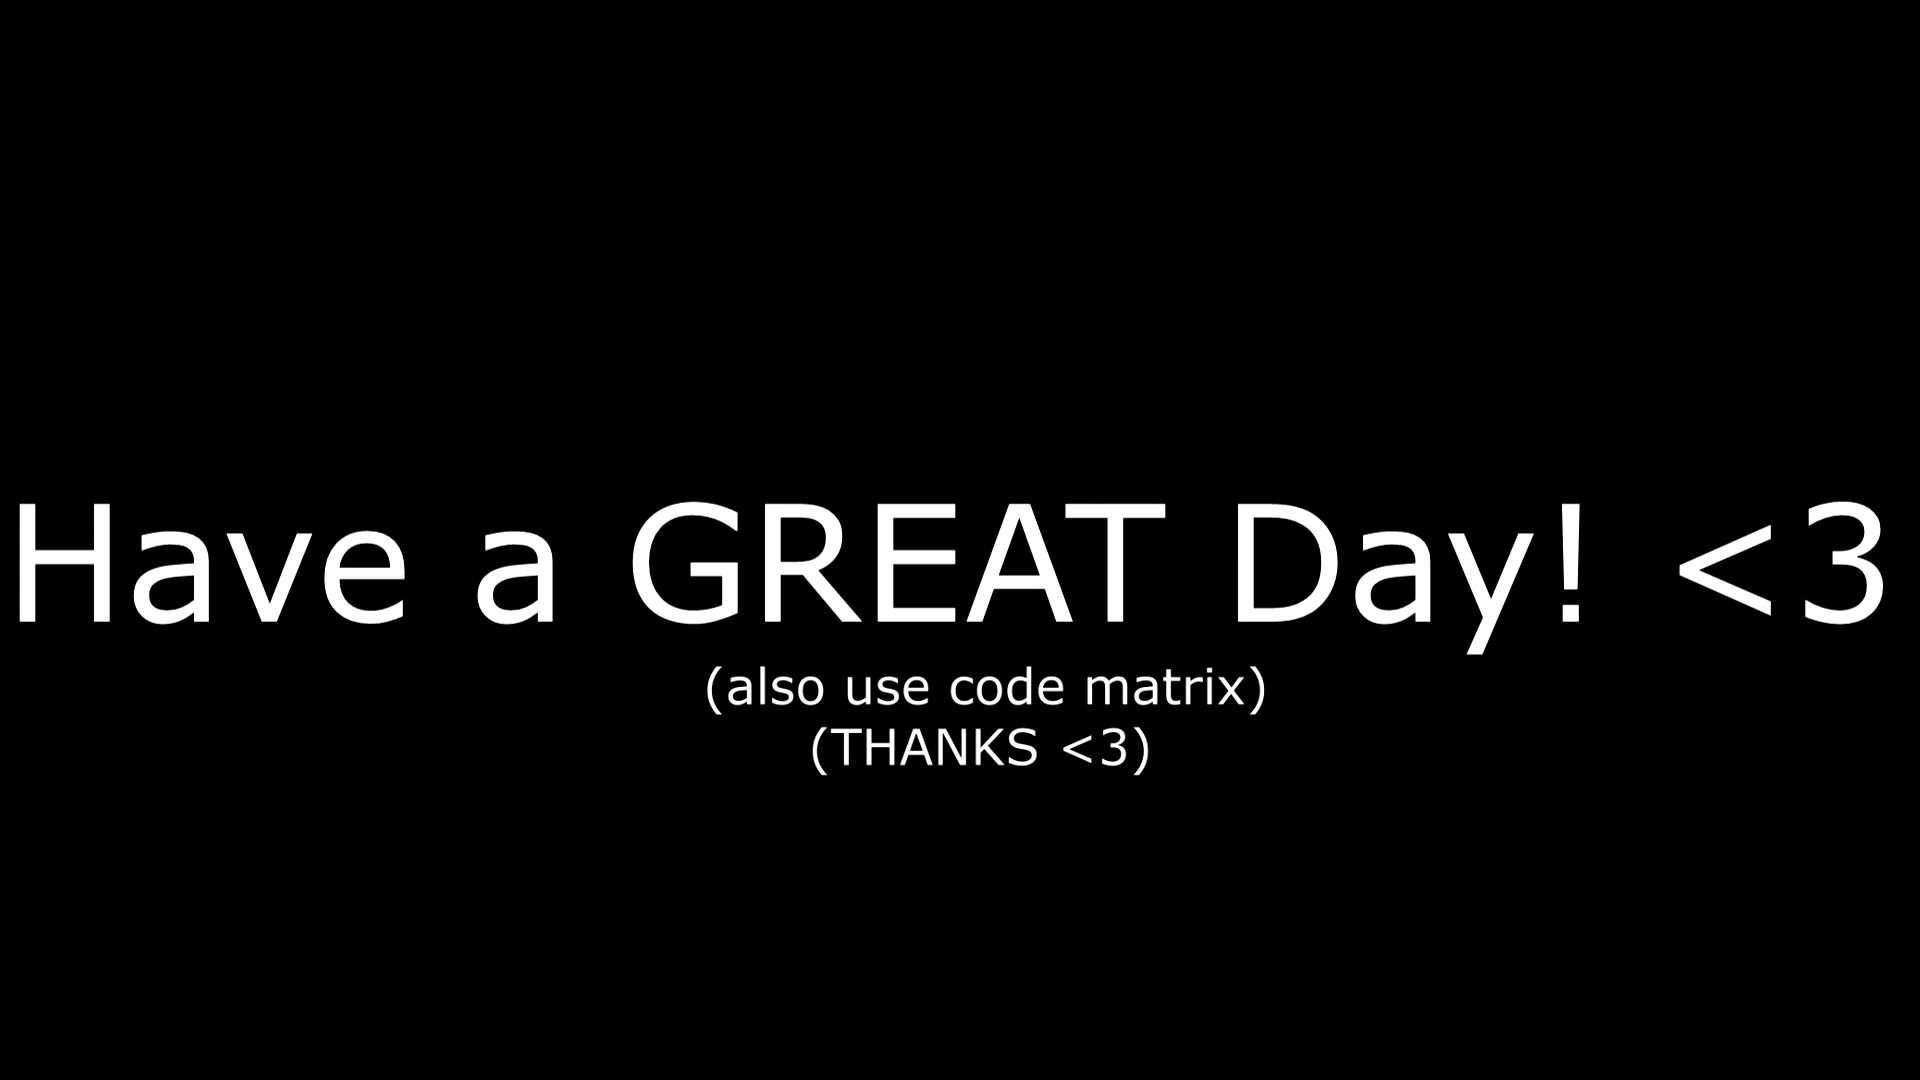 Have a GREAT Day! <3
(also use code matrix)
(THANKS <3)